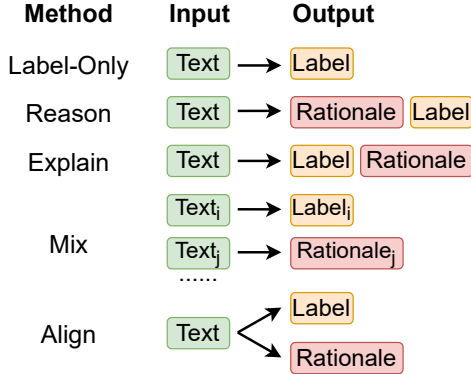 Method Input Output
Label-Only Text Label
Reason Text Rationale Label
Explain Text Label Rationale
Text_i Label_i
Mix
Text_j Rationale_j
......
Label
Align Text
Rationale